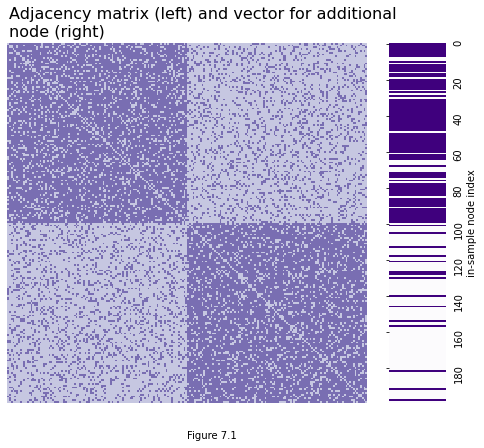 Adjacency matrix (left) and vector for additional
node (right)
0
20
40
60
80
100
120
140
160
180
in-sample node index
Figure 7.1